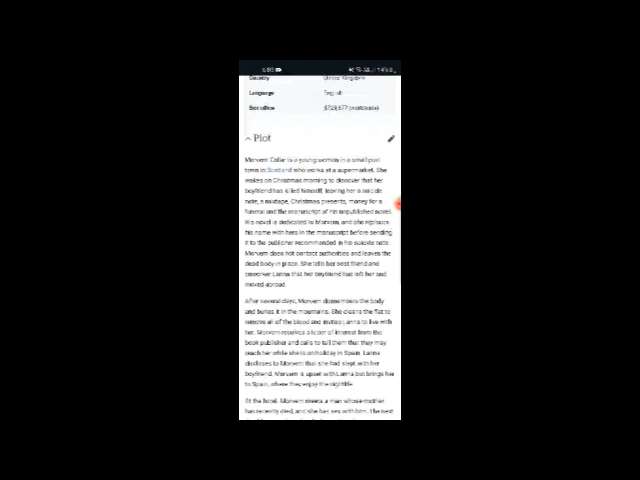 Country United Kingdom
Language English
Box office (worldwide)
Plot
Morvern Callar is a young woman in a small port
town in Scotland who works at a supermarket. She
wakes on Christmas morning to discover that her
boyfriend has killed himself, leaving her a suicide
note, a mixtape, Christmas presents, money for a
funeral and the manuscript of his unpublished novel.
His novel is dedicated to Morvern, and she replaces
his name with hers in the manuscript before sending
it to the publisher recommended in his suicide note.
Morvern does not contact authorities and leaves the
dead body in place. She tells her best friend and
coworker Lanna that her boyfriend has left her and
moved abroad.
After several days, Morvern dismembers the body
and buries it in the mountains. She cleans the flat to
remove all of the blood and invites Lanna to live with
her. Morvern receives a letter of interest from the
book publisher and calls to tell them that they may
reach her while she is on holiday in Spain. Lanna
discloses to Morvern that she had slept with her
boyfriend. Morvern is upset with Lanna but brings her
to Spain, where they enjoy the nightlife.
At the hotel, Morvern meets a man whose mother
has recently died, and she has sex with him. The next